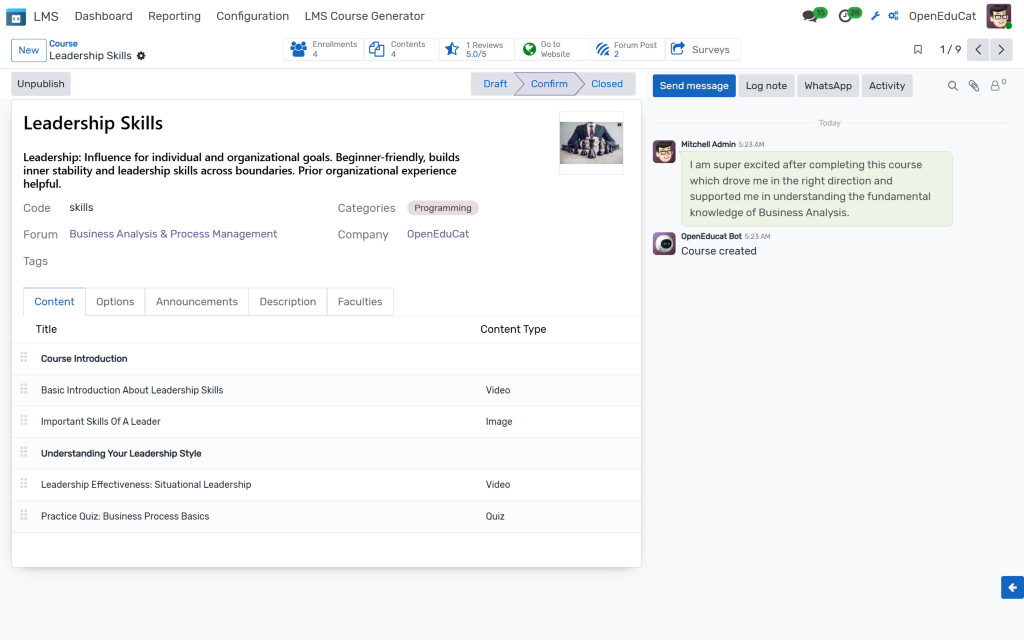 LMS Dashboard Reporting Configuration LMS Course Generator 15 26 OpenEduCat
New Course Leadership Skills
Enrollments 4
Contents 4
1 Reviews 5.0/5
Go to Website
Forum Post 2
Surveys
1 / 9
Unpublish Draft Confirm Closed
Send message Log note WhatsApp Activity 0
Leadership Skills
Leadership: Influence for individual and organizational goals. Beginner-friendly, builds
inner stability and leadership skills across boundaries. Prior organizational experience
helpful.
Code skills Categories Programming
Forum Business Analysis & Process Management Company OpenEduCat
Tags
Content Options Announcements Description Faculties
Title Content Type
Course Introduction
Basic Introduction About Leadership Skills Video
Important Skills Of A Leader Image
Understanding Your Leadership Style
Leadership Effectiveness: Situational Leadership Video
Practice Quiz: Business Process Basics Quiz
Today
Mitchell Admin 5:23 AM
I am super excited after completing this course
which drove me in the right direction and
supported me in understanding the fundamental
knowledge of Business Analysis.
OpenEducat Bot 5:23 AM
Course created